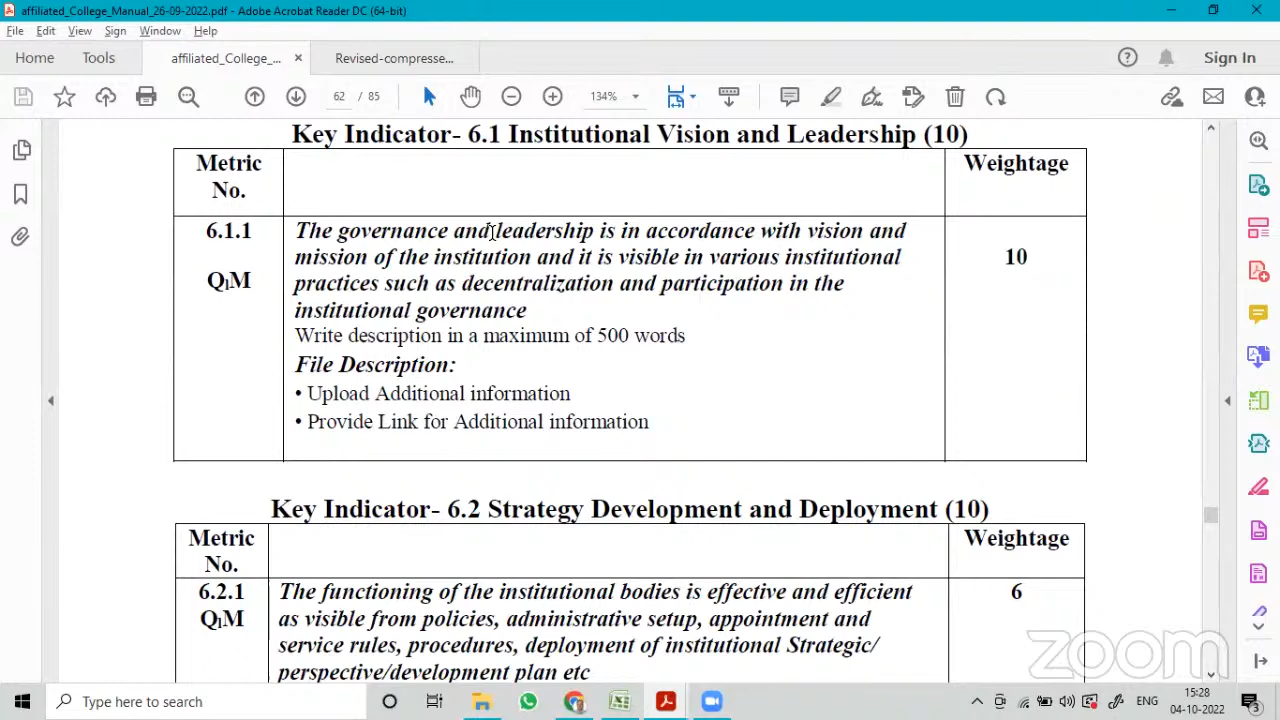 affiliated_College_Manual_26-09-2022.pdf - Adobe Acrobat Reader DC (64-bit)
File Edit View Sign Window Help
Home Tools affiliated_College_... × Revised-compresse... Sign In
62 / 85 134%
Key Indicator- 6.1 Institutional Vision and Leadership (10)
Metric No. Weightage
6.1.1 The governance and leadership is in accordance with vision and
mission of the institution and it is visible in various institutional 10
QlM practices such as decentralization and participation in the
institutional governance
Write description in a maximum of 500 words
File Description:
• Upload Additional information
• Provide Link for Additional information
Key Indicator- 6.2 Strategy Development and Deployment (10)
Metric No. Weightage
6.2.1 The functioning of the institutional bodies is effective and efficient 6
QlM as visible from policies, administrative setup, appointment and
service rules, procedures, deployment of institutional Strategic/
perspective/development plan etc
zoom
Type here to search ENG 15:28
04-10-2022 3